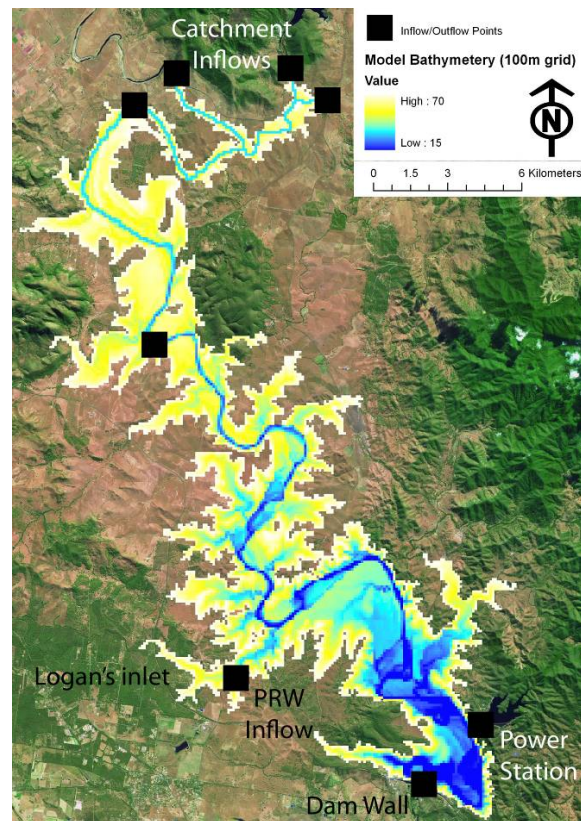 Catchment
Inflows
Inflow/Outflow Points
Model Bathymetery (100m grid)
Value
High : 70
Low : 15
N
0 1.5 3 6 Kilometers
Logan's inlet
PRW
Inflow
Power
Station
Dam Wall